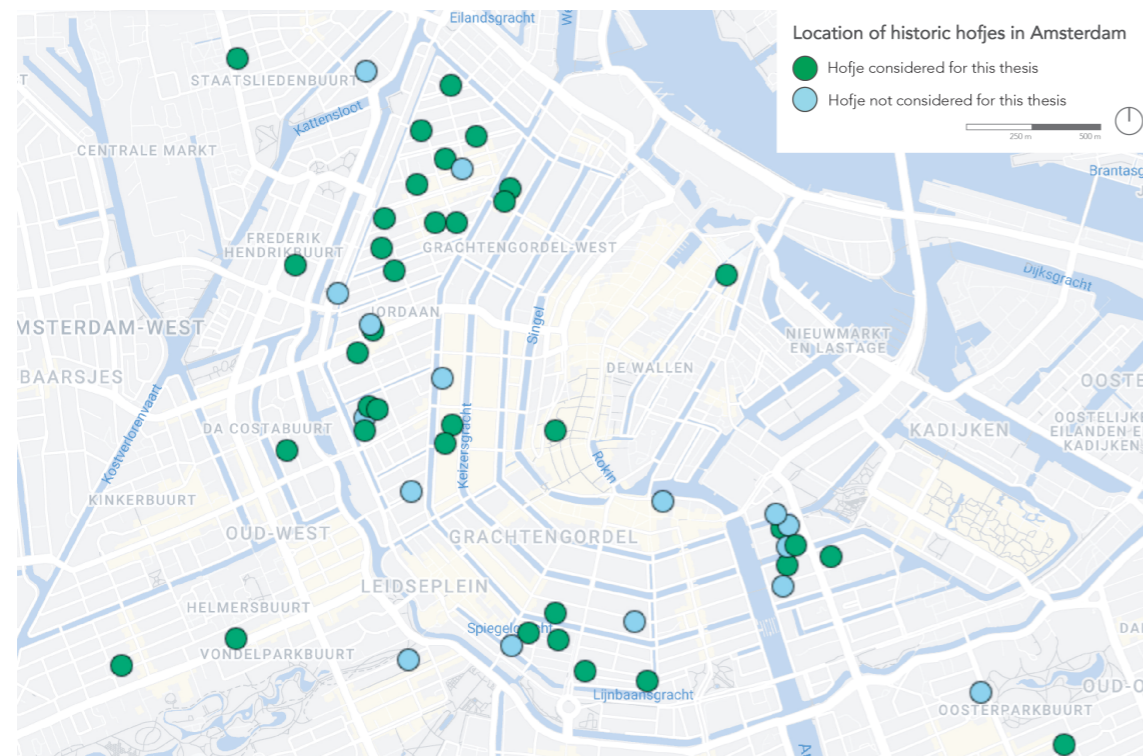 Location of historic hofjes in Amsterdam
Hofje considered for this thesis
Hofje not considered for this thesis
250 m
500 m
Eilandsgracht
We
STAATSLIEDENBUURT
T
Kattensloot
CENTRALE MARKT
Brantasg
J
FREDERIK
HENDRIKBUURT
GRACHTENGORDEL-WEST
Dijksgracht
MSTERDAM-WEST
JORDAAN
Singel
NIEUWMARKT
EN LASTAGE
BAARSJES
DE WALLEN
OOSTE
Kostverlorenvaart
DA COSTABUURT
Keizersgracht
KADIJKEN
OOSTELIJK
EILANDEN E
KADIJKEN
Rokin
KINKERBUURT
OUD-WEST
GRACHTENGORDEL
LEIDSEPLEIN
HELMERSBUURT
Spiegelgracht
DA
VONDELPARKBUURT
Lijnbaansgracht
OUD-O
OOSTERPARKBUURT
A